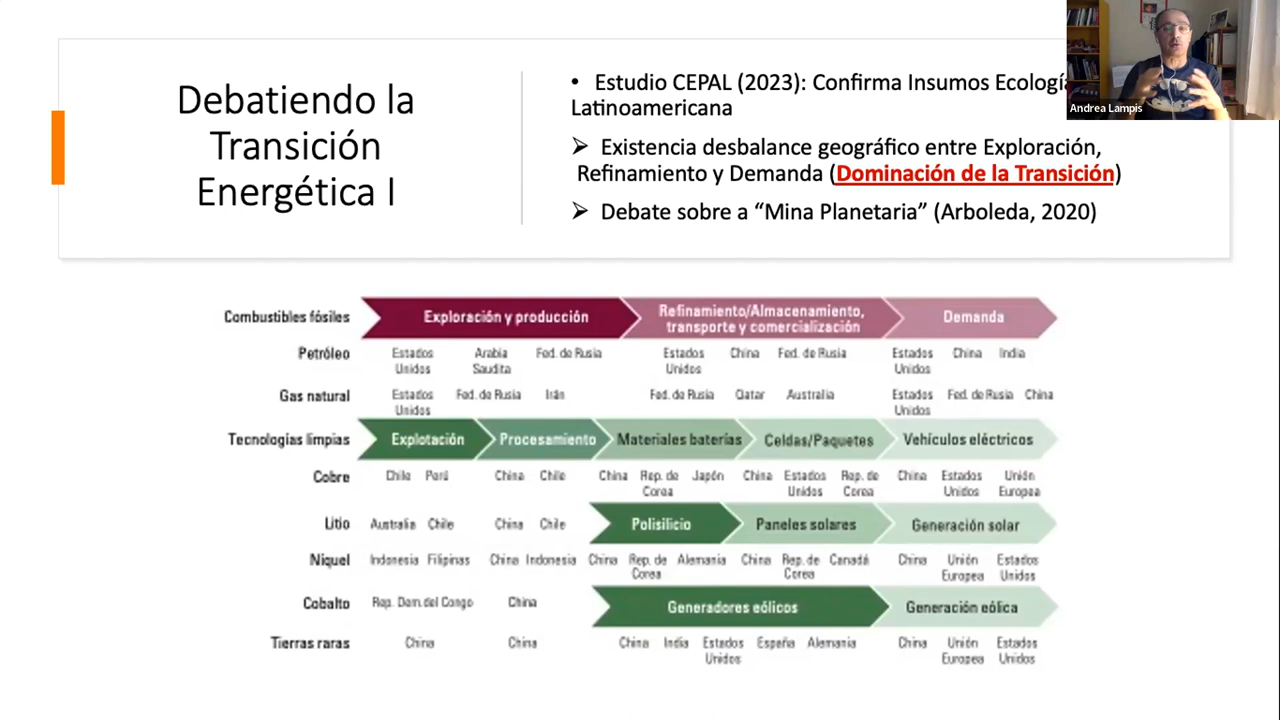 Debatiendo la
Transición
Energética I
• Estudio CEPAL (2023): Confirma Insumos Ecología
Latinoamericana
➢ Existencia desbalance geográfico entre Exploración,
Refinamiento y Demanda (Dominación de la Transición)
➢ Debate sobre a “Mina Planetaria” (Arboleda, 2020)
Andrea Lampis
Combustibles fósiles Exploración y producción Refinamiento/Almacenamiento, Demanda
transporte y comercialización
Petróleo Estados Arabia Fed. de Rusia Estados China Fed. de Rusia Estados China India
Unidos Saudita Unidos Unidos
Gas natural Estados Fed. de Rusia Irán Fed. de Rusia Qatar Australia Estados Fed. de Rusia China
Unidos Unidos
Tecnologías limpias Explotación Procesamiento Materiales baterías Celdas/Paquetes Vehículos eléctricos
Cobre Chile Perú China Chile China Rep. de Japón China Estados Rep. de China Estados Unión
Corea Unidos Corea Unidos Europea
Litio Australia Chile China Chile Polisilicio Paneles solares Generación solar
Níquel Indonesia Filipinas China Indonesia China Rep. de Alemania China Rep. de Canadá China Unión Estados
Corea Corea Europea Unidos
Cobalto Rep. Dem. del Congo China Generadores eólicos Generación eólica
Tierras raras China China China India Estados España Alemania China Unión Estados
Unidos Europea Unidos